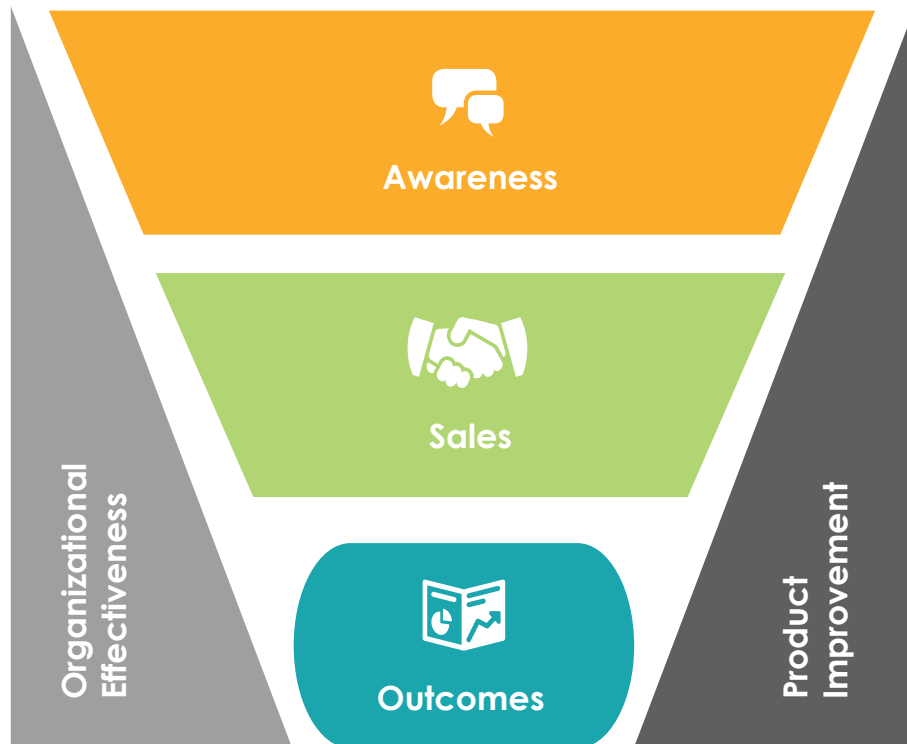 Awareness
Sales
Organizational
Effectiveness
Product
Improvement
Outcomes